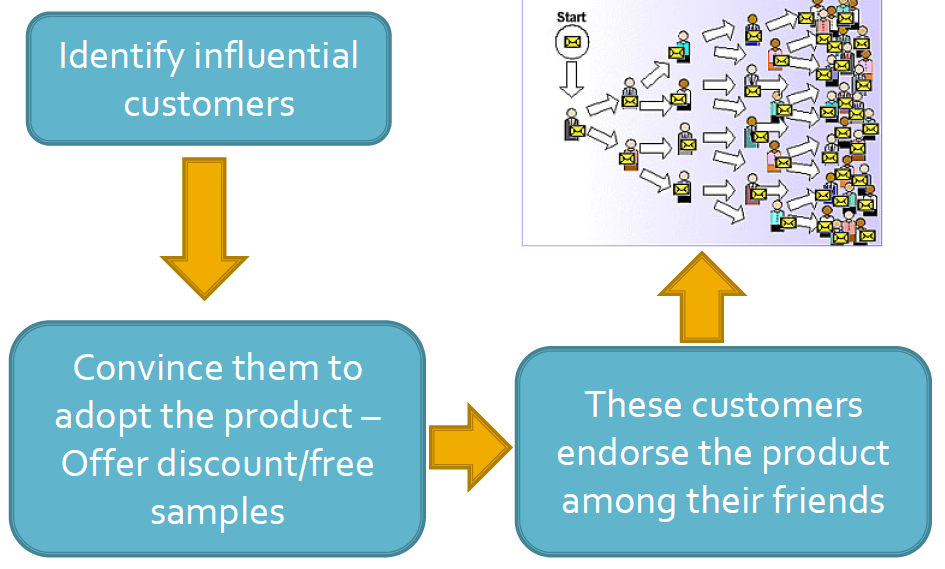 Identify influential
customers
Convince them to
adopt the product –
Offer discount/free
samples
These customers
endorse the product
among their friends
Start